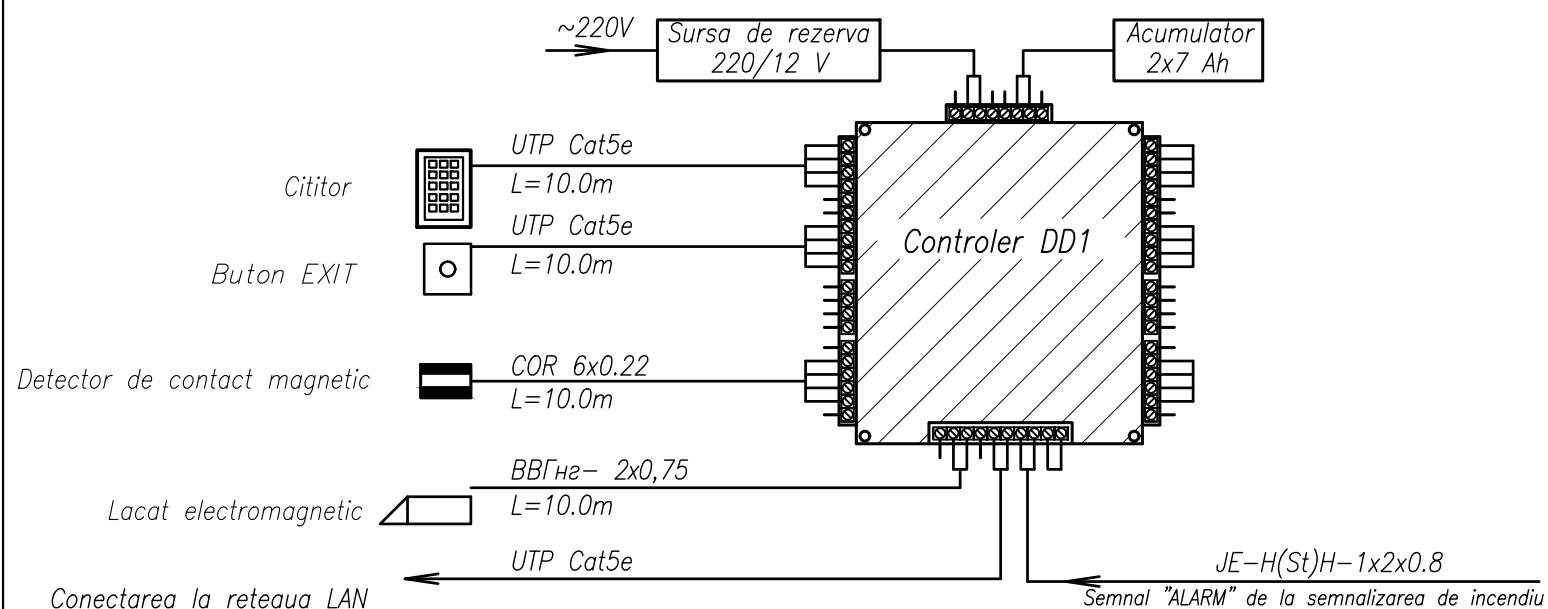 ~220V
Sursa de rezerva
220/12 V
Acumulator
2x7 Ah
UTP Cat5e
L=10.0m
Cititor
UTP Cat5e
L=10.0m
Buton EXIT
Controler DD1
COR 6x0.22
L=10.0m
Detector de contact magnetic
ВВГнг- 2x0,75
L=10.0m
Lacat electromagnetic
UTP Cat5e
Conectarea la reteaua LAN
JE-H(St)H-1x2x0.8
Semnal "ALARM" de la semnalizarea de incendiu